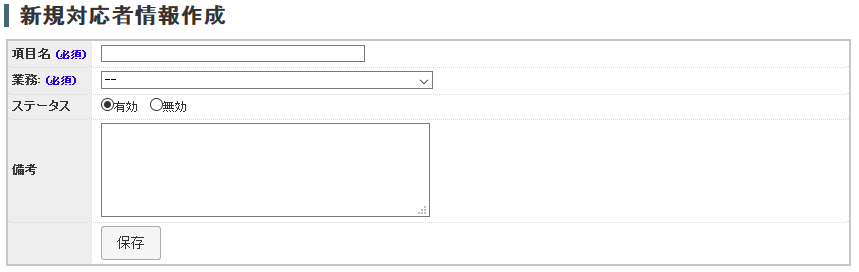 新規対応者情報作成
項目名 (必須)
業務: (必須) --
ステータス 有効 無効
備考
保存